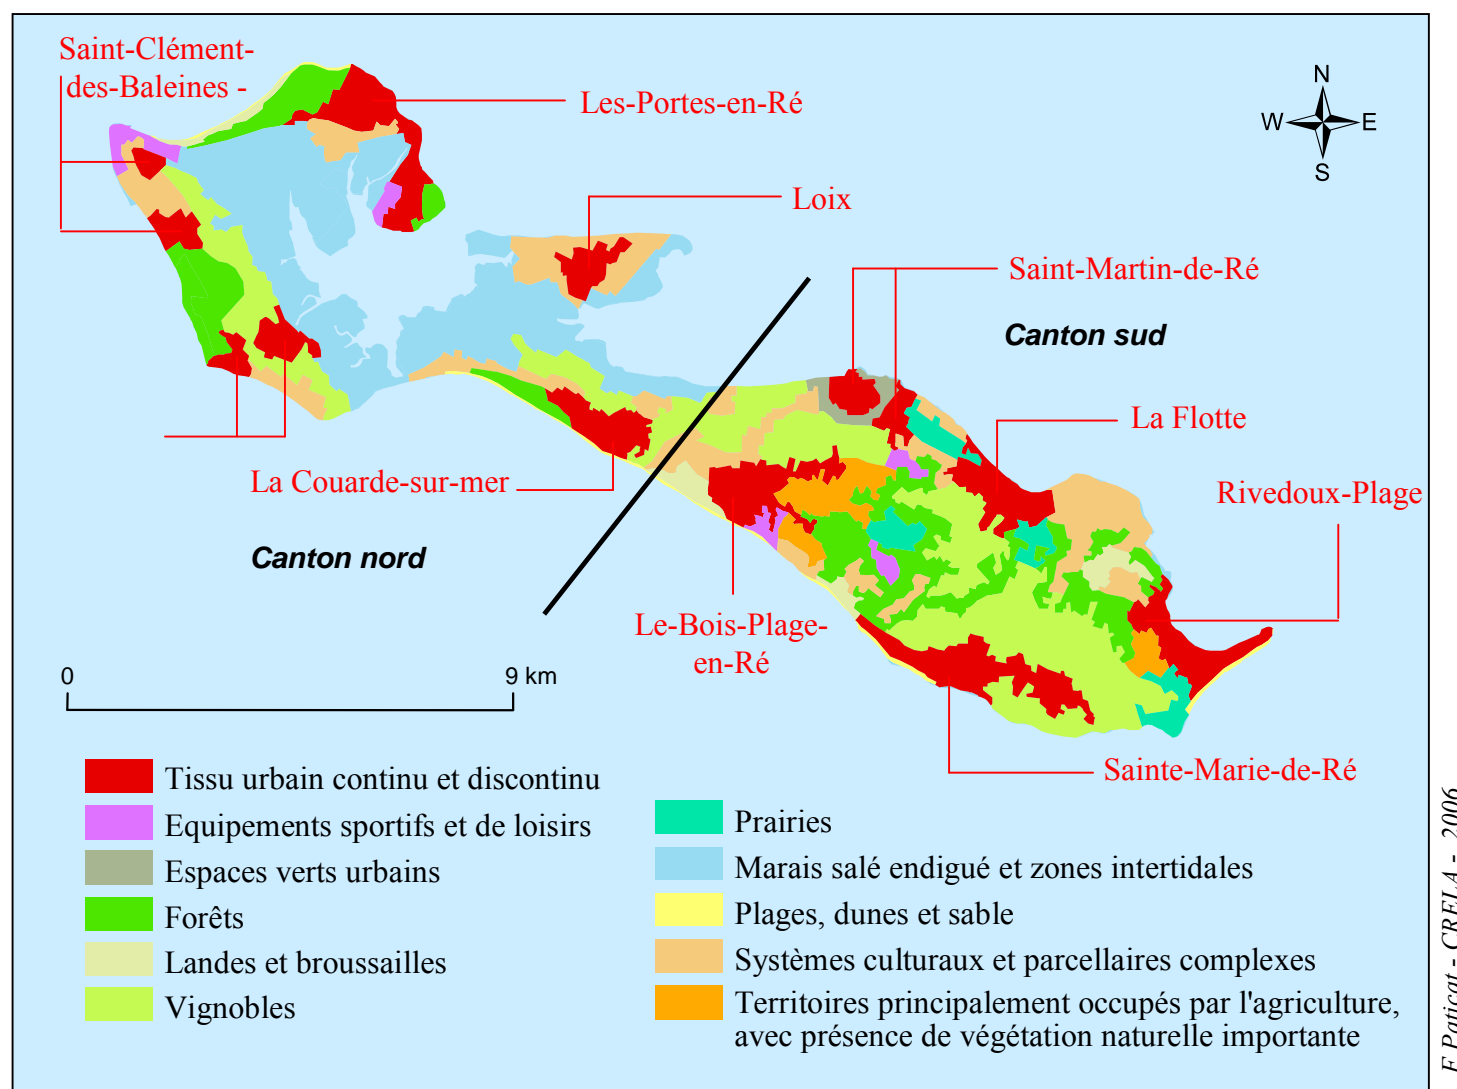 Saint-Clément-
des-Baleines -
Les-Portes-en-Ré
N
W E
S
Loix
Saint-Martin-de-Ré
Canton sud
La Flotte
La Couarde-sur-mer
Rivedoux-Plage
Canton nord
Le-Bois-Plage-
en-Ré
0 9 km
Sainte-Marie-de-Ré
Tissu urbain continu et discontinu
Equipements sportifs et de loisirs
Espaces verts urbains
Forêts
Landes et broussailles
Vignobles
Prairies
Marais salé endigué et zones intertidales
Plages, dunes et sable
Systèmes culturaux et parcellaires complexes
Territoires principalement occupés par l'agriculture,
avec présence de végétation naturelle importante
F. Paticat - CRELA - 2006